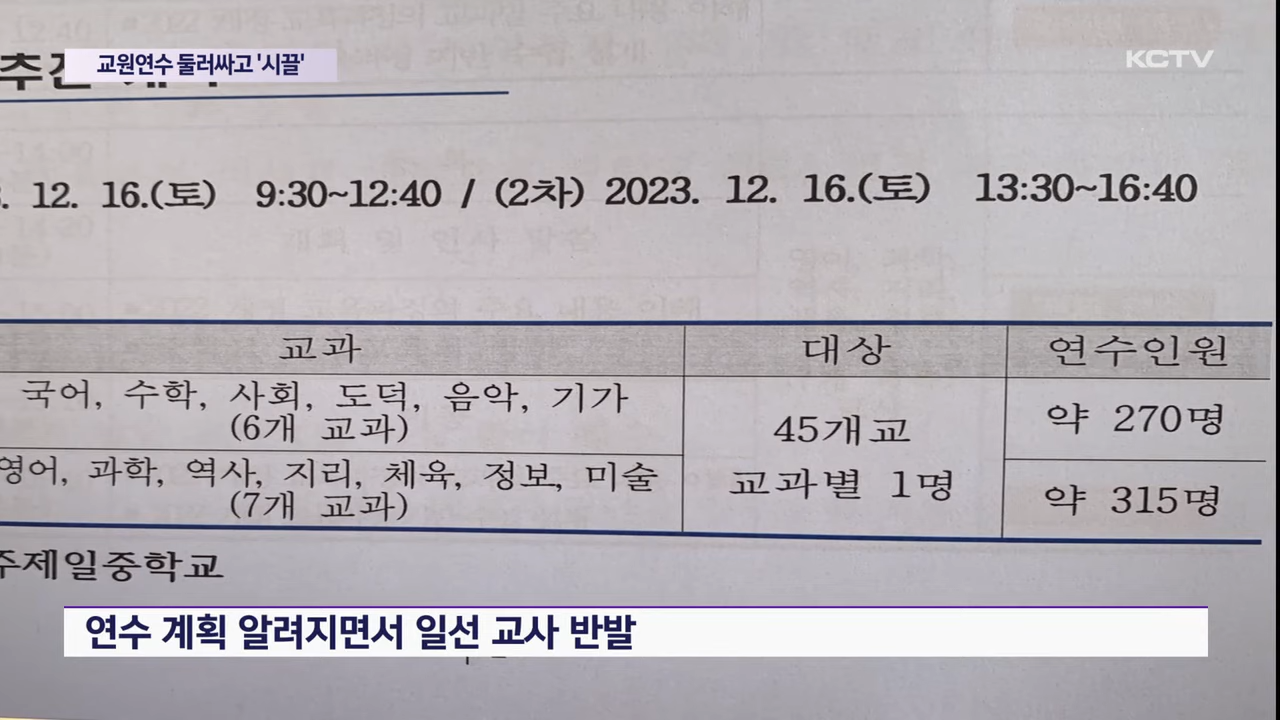 교원연수 둘러싸고 '시끌'
KCTV
12. 16.(토) 9:30~12:40 / (2차) 2023. 12. 16.(토) 13:30~16:40
교과 대상 연수인원
국어, 수학, 사회, 도덕, 음악, 기가
(6개 교과)
약 270명
45개교
교과별 1명
영어, 과학, 역사, 지리, 체육, 정보, 미술
(7개 교과)
약 315명
주제일중학교
연수 계획 알려지면서 일선 교사 반발